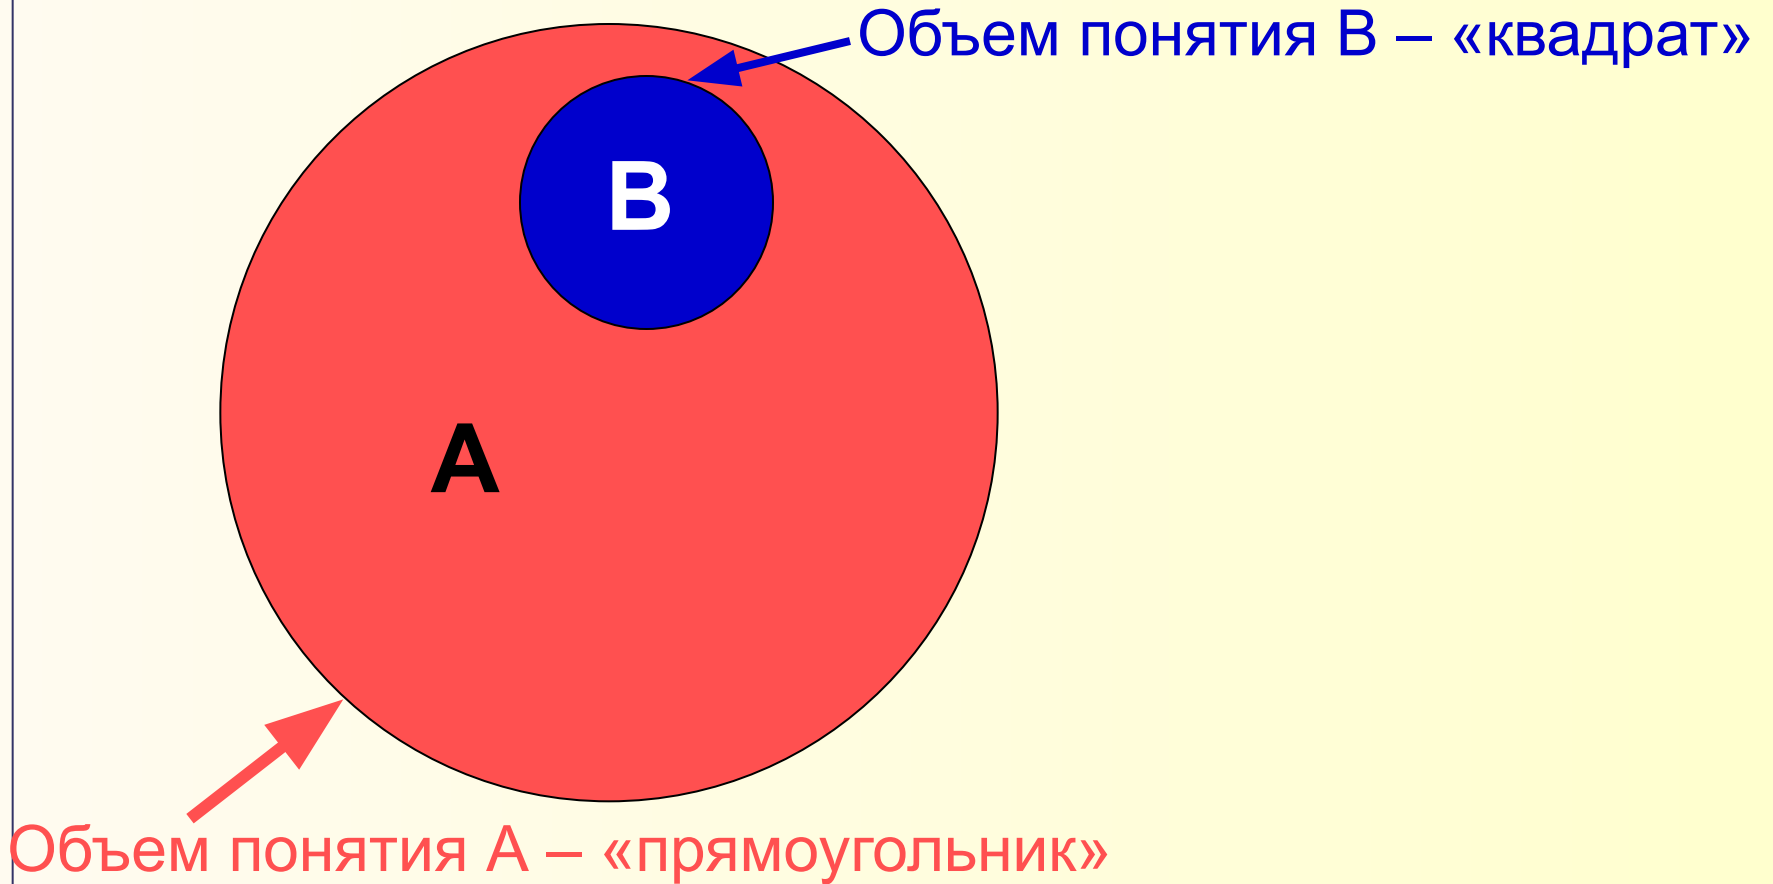 Объем понятия В – «квадрат»
В
А
Объем понятия А – «прямоугольник»